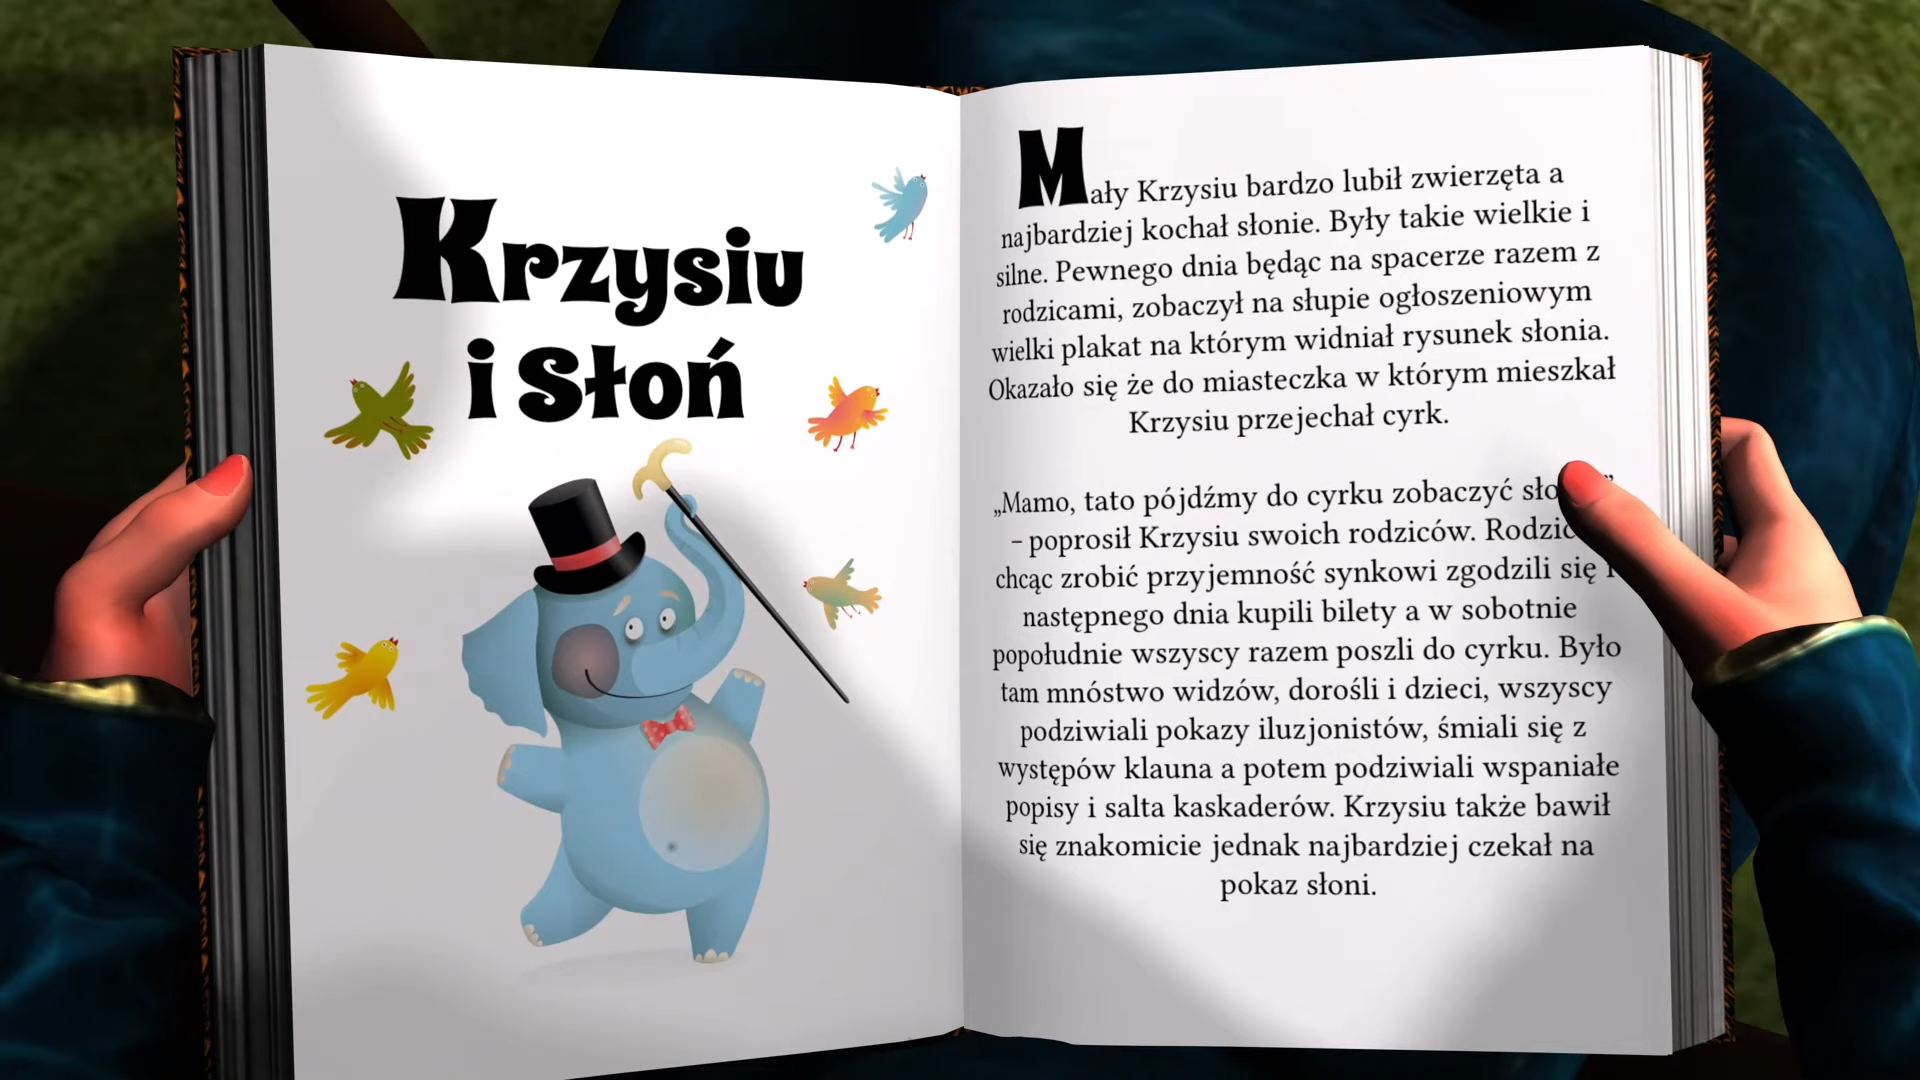 Krzysiu
i Słoń
Mały Krzysiu bardzo lubił zwierzęta a
najbardziej kochał słonie. Były takie wielkie i
silne. Pewnego dnia będąc na spacerze razem z
rodzicami, zobaczył na słupie ogłoszeniowym
wielki plakat na którym widniał rysunek słonia.
Okazało się że do miasteczka w którym mieszkał
Krzysiu przejechał cyrk.
„Mamo, tato pójdźmy do cyrku zobaczyć
– poprosił Krzysiu swoich rodziców.
chcąc zrobić przyjemność synkowi zgodzili się i
następnego dnia kupili bilety a w sobotnie
popołudnie wszyscy razem poszli do cyrku. Było
tam mnóstwo widzów, dorośli i dzieci, wszyscy
podziwiali pokazy iluzjonistów, śmiali się z
występów klauna a potem podziwiali wspaniałe
popisy i salta kaskaderów. Krzysiu także bawił
się znakomicie jednak najbardziej czekał na
pokaz słoni.